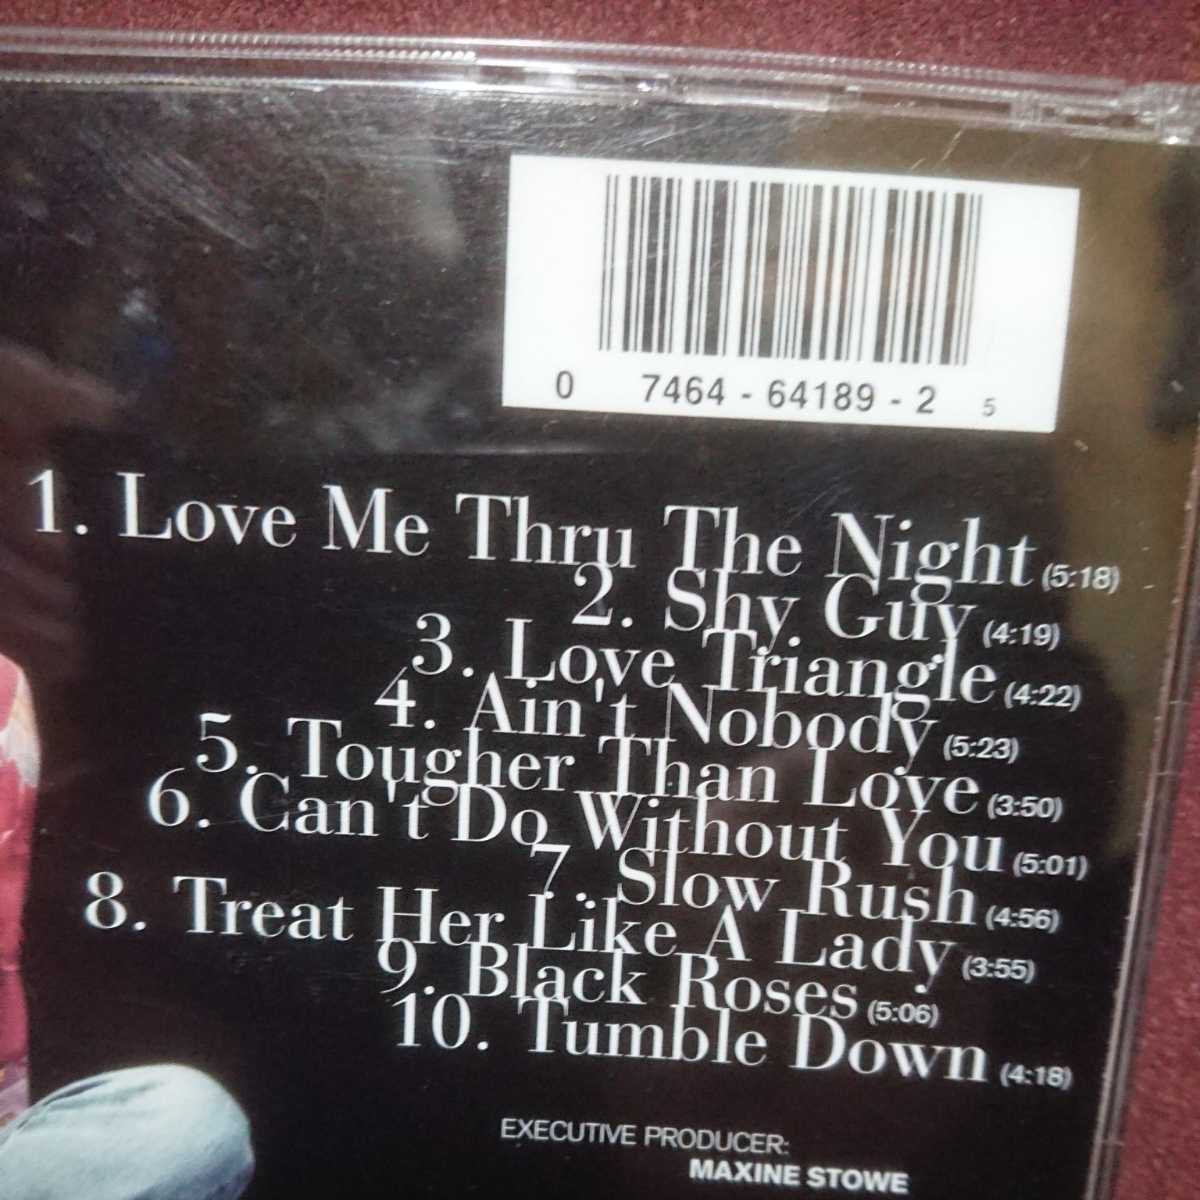 0 7464 - 64189 - 2 5
1. Love Me Thru The Night (5:18)
2. Shy Guy (4:19)
3. Love Triangle (4:22)
4. Ain't Nobody (5:23)
5. Tougher Than Love (3:50)
6. Can't Do Without You (5:01)
7. Slow Rush (4:56)
8. Treat Her Like A Lady (3:55)
9. Black Roses (5:06)
10. Tumble Down (4:18)
EXECUTIVE PRODUCER:
MAXINE STOWE